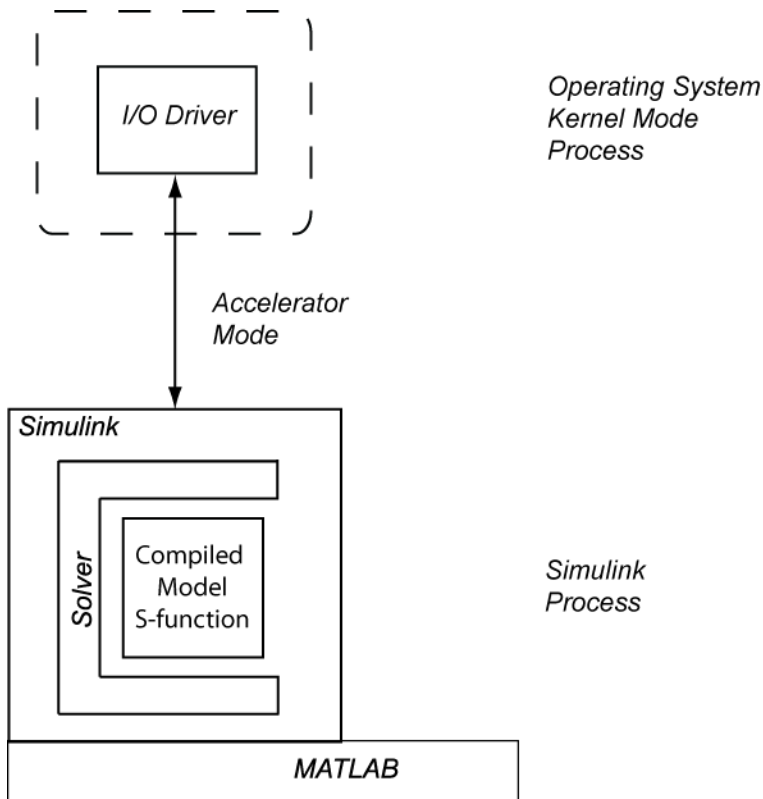 I/O Driver
Operating System
Kernel Mode
Process
Accelerator
Mode
Simulink
Solver
Compiled
Model
S-function
Simulink
Process
MATLAB